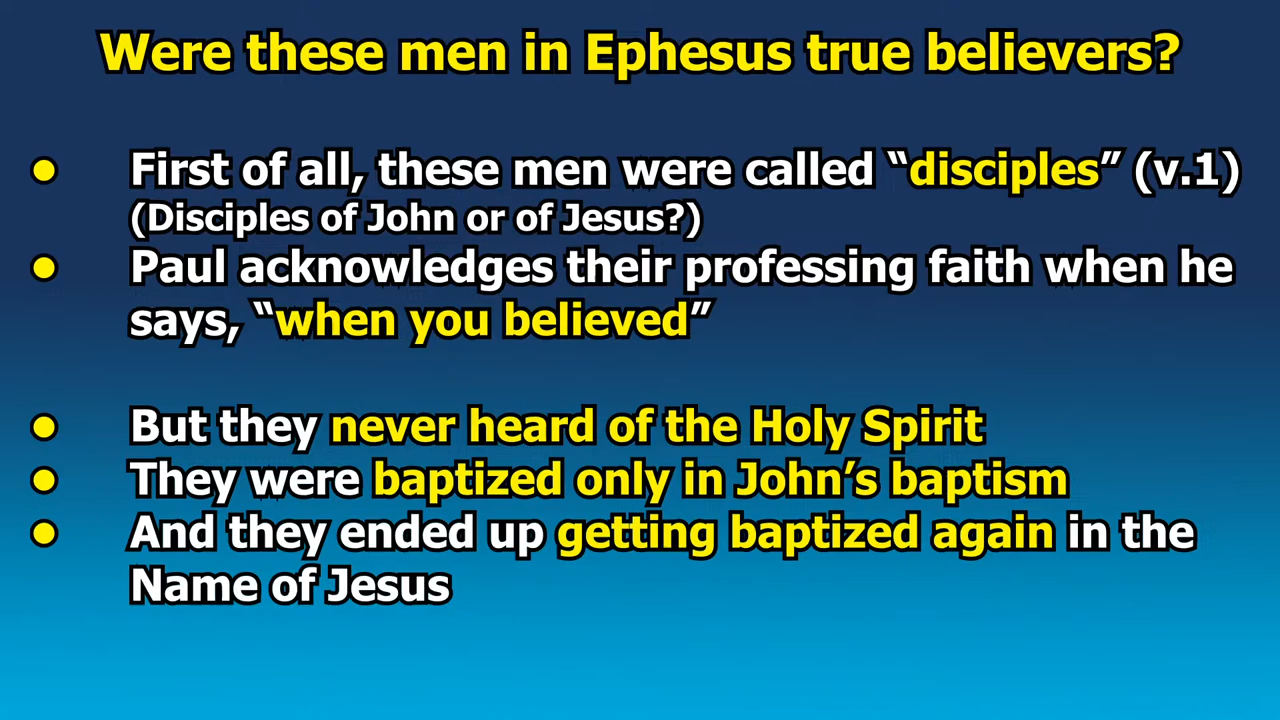 Were these men in Ephesus true believers?
● First of all, these men were called “disciples” (v.1)
(Disciples of John or of Jesus?)
● Paul acknowledges their professing faith when he
says, “when you believed”
● But they never heard of the Holy Spirit
● They were baptized only in John’s baptism
● And they ended up getting baptized again in the
Name of Jesus